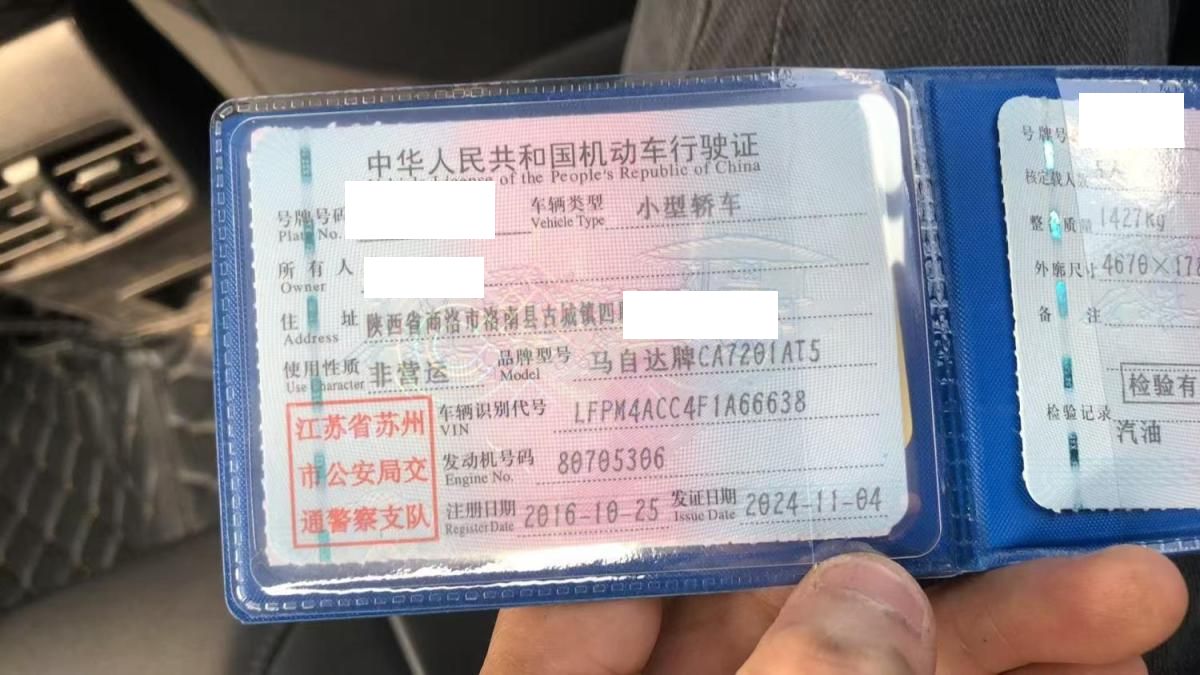 中华人民共和国机动车行驶证
of the People's Republic of China
号牌号码
Plate No.
车辆类型 小型轿车
Vehicle Type
所有人
Owner
住址 陕西省商洛市洛南县古城镇四
Address
使用性质 非营运
Use Character
品牌型号 马自达牌CA7201AT5
Model
江苏省苏州
市公安局交
通警察支队
车辆识别代号 LFPM4ACC4F1A66638
VIN
发动机号码 80705306
Engine No.
注册日期 2016-10-25
Register Date
发证日期 2024-11-04
Issue Date
号牌号
核定载人数 5人
整备质量 1427kg
外廓尺寸 4670×178
备注
检验有
检验记录
汽油